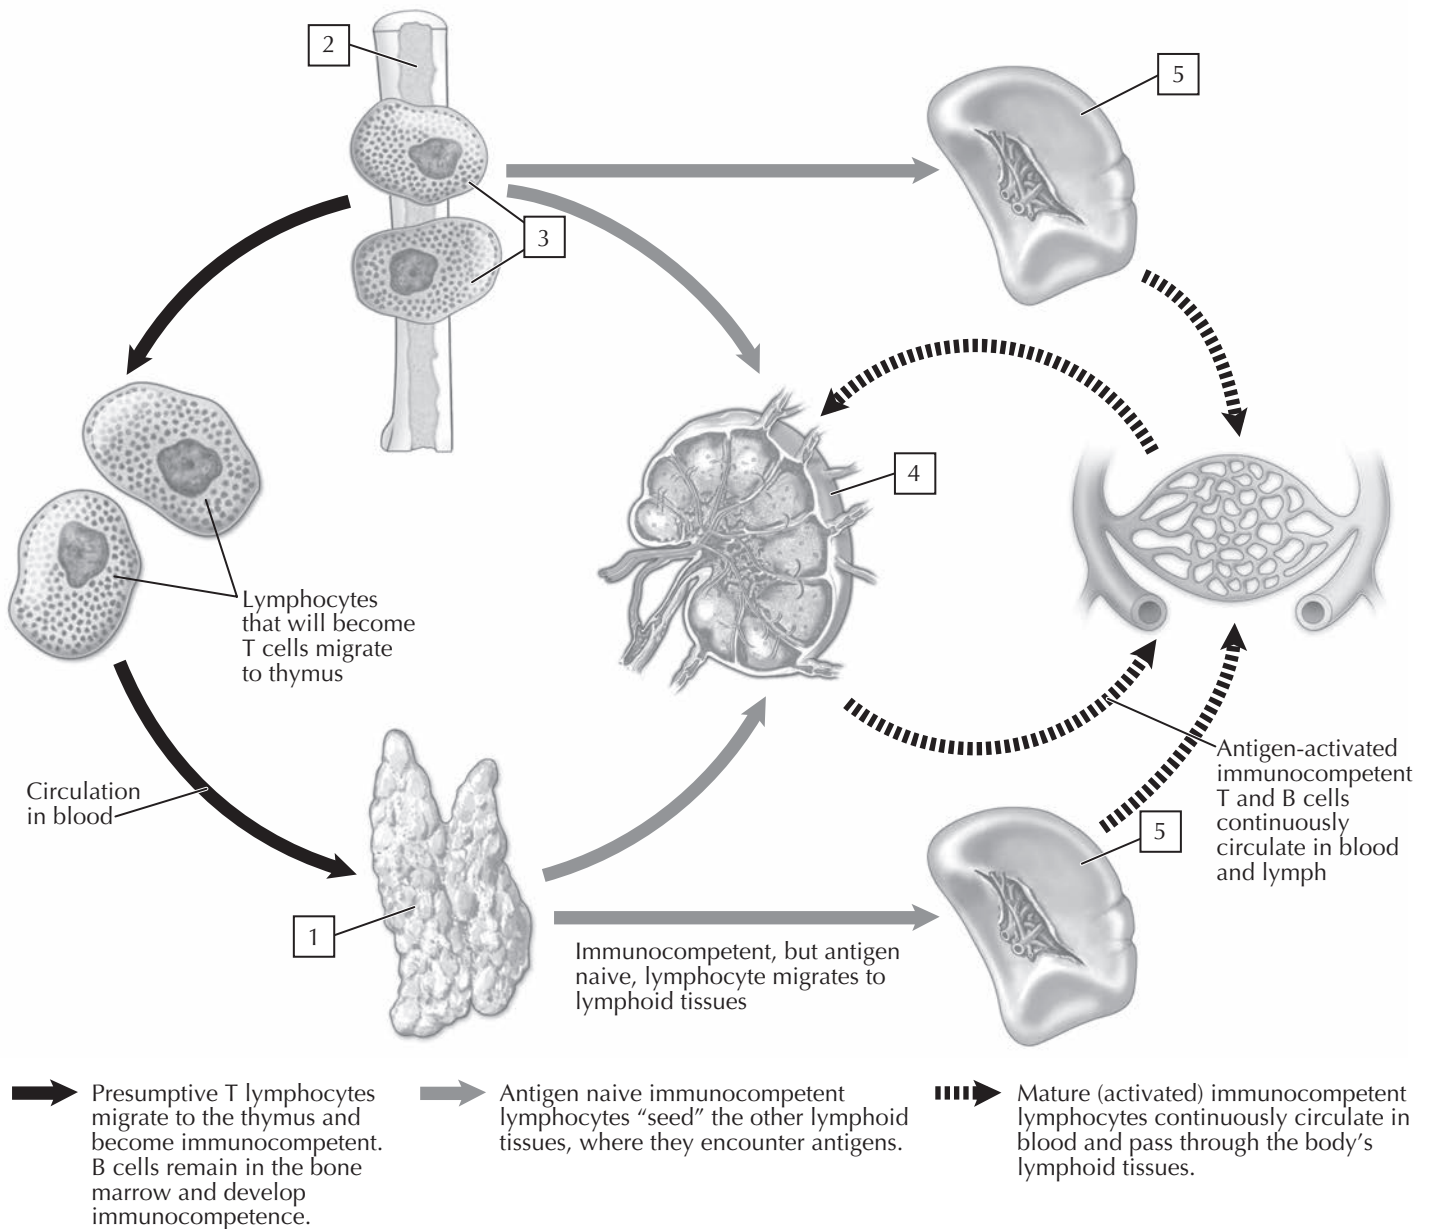 2
5
3
4
Lymphocytes
that will become
T cells migrate
to thymus
Circulation
in blood
Antigen-activated
immunocompetent
T and B cells
continuously
circulate in blood
and lymph
5
1
Immunocompetent, but antigen
naive, lymphocyte migrates to
lymphoid tissues
Presumptive T lymphocytes
migrate to the thymus and
become immunocompetent.
B cells remain in the bone
marrow and develop
immunocompetence.
Antigen naive immunocompetent
lymphocytes “seed” the other lymphoid
tissues, where they encounter antigens.
Mature (activated) immunocompetent
lymphocytes continuously circulate in
blood and pass through the body’s
lymphoid tissues.